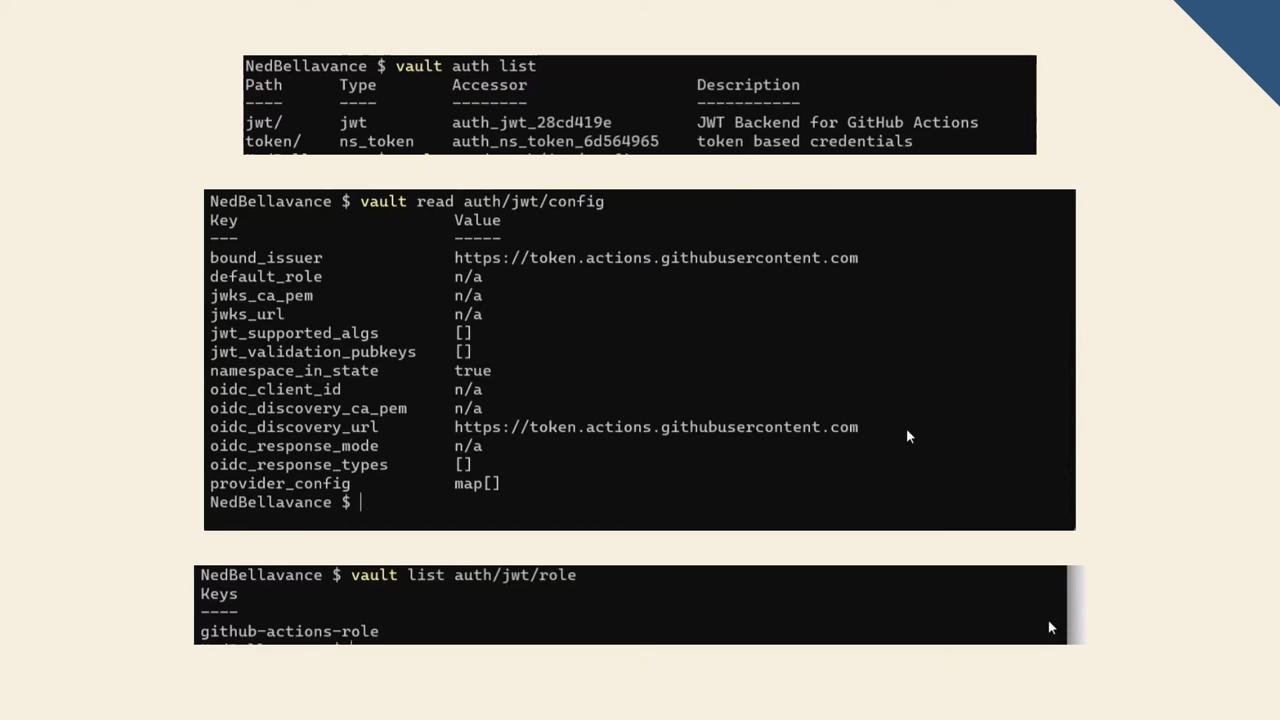 NedBellavance $ vault auth list
Path Type Accessor Description
---- ---- -------- -----------
jwt/ jwt auth_jwt_28cd419e JWT Backend for GitHub Actions
token/ ns_token auth_ns_token_6d564965 token based credentials
NedBellavance $ vault read auth/jwt/config
Key Value
--- -----
bound_issuer https://token.actions.githubusercontent.com
default_role n/a
jwks_ca_pem n/a
jwks_url n/a
jwt_supported_algs []
jwt_validation_pubkeys []
namespace_in_state true
oidc_client_id n/a
oidc_discovery_ca_pem n/a
oidc_discovery_url https://token.actions.githubusercontent.com
oidc_response_mode n/a
oidc_response_types []
provider_config map[]
NedBellavance $
NedBellavance $ vault list auth/jwt/role
Keys
----
github-actions-role